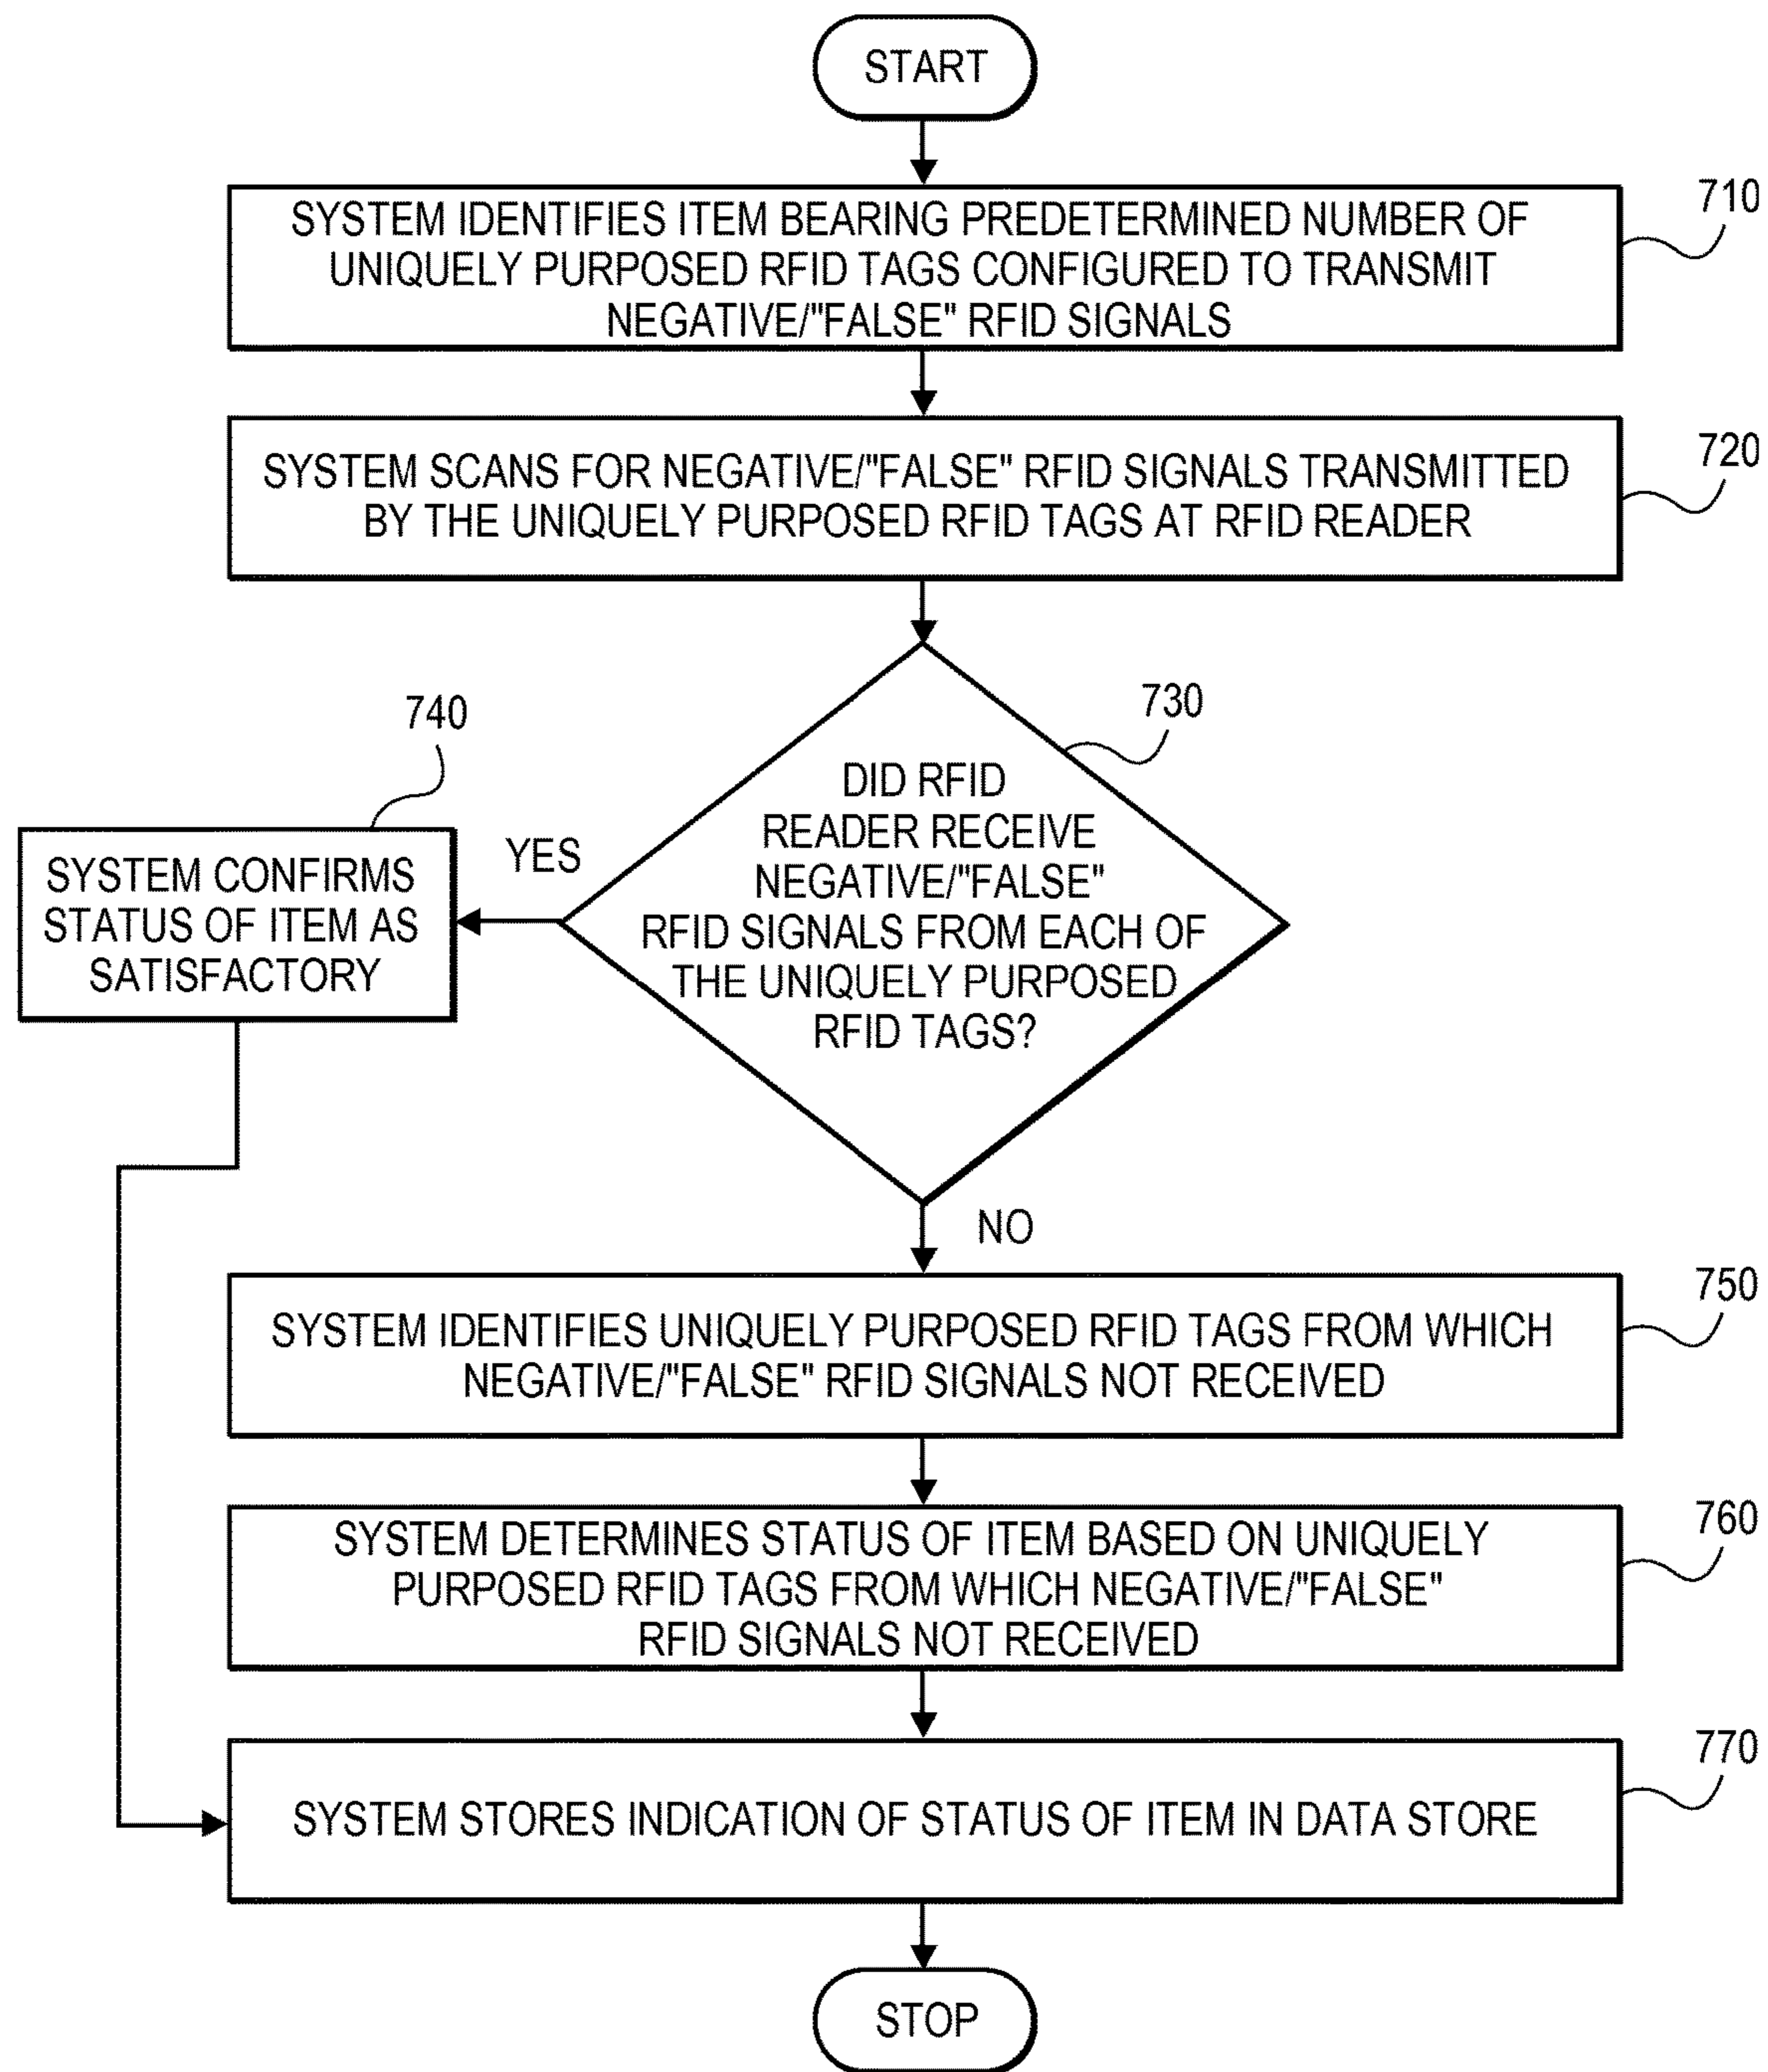 START
710
SYSTEM IDENTIFIES ITEM BEARING PREDETERMINED NUMBER OF
UNIQUELY PURPOSED RFID TAGS CONFIGURED TO TRANSMIT
NEGATIVE/"FALSE" RFID SIGNALS
720
SYSTEM SCANS FOR NEGATIVE/"FALSE" RFID SIGNALS TRANSMITTED
BY THE UNIQUELY PURPOSED RFID TAGS AT RFID READER
730
DID RFID
READER RECEIVE
NEGATIVE/"FALSE"
RFID SIGNALS FROM EACH OF
THE UNIQUELY PURPOSED
RFID TAGS?
YES
740
SYSTEM CONFIRMS
STATUS OF ITEM AS
SATISFACTORY
NO
750
SYSTEM IDENTIFIES UNIQUELY PURPOSED RFID TAGS FROM WHICH
NEGATIVE/"FALSE" RFID SIGNALS NOT RECEIVED
760
SYSTEM DETERMINES STATUS OF ITEM BASED ON UNIQUELY
PURPOSED RFID TAGS FROM WHICH NEGATIVE/"FALSE"
RFID SIGNALS NOT RECEIVED
770
SYSTEM STORES INDICATION OF STATUS OF ITEM IN DATA STORE
STOP